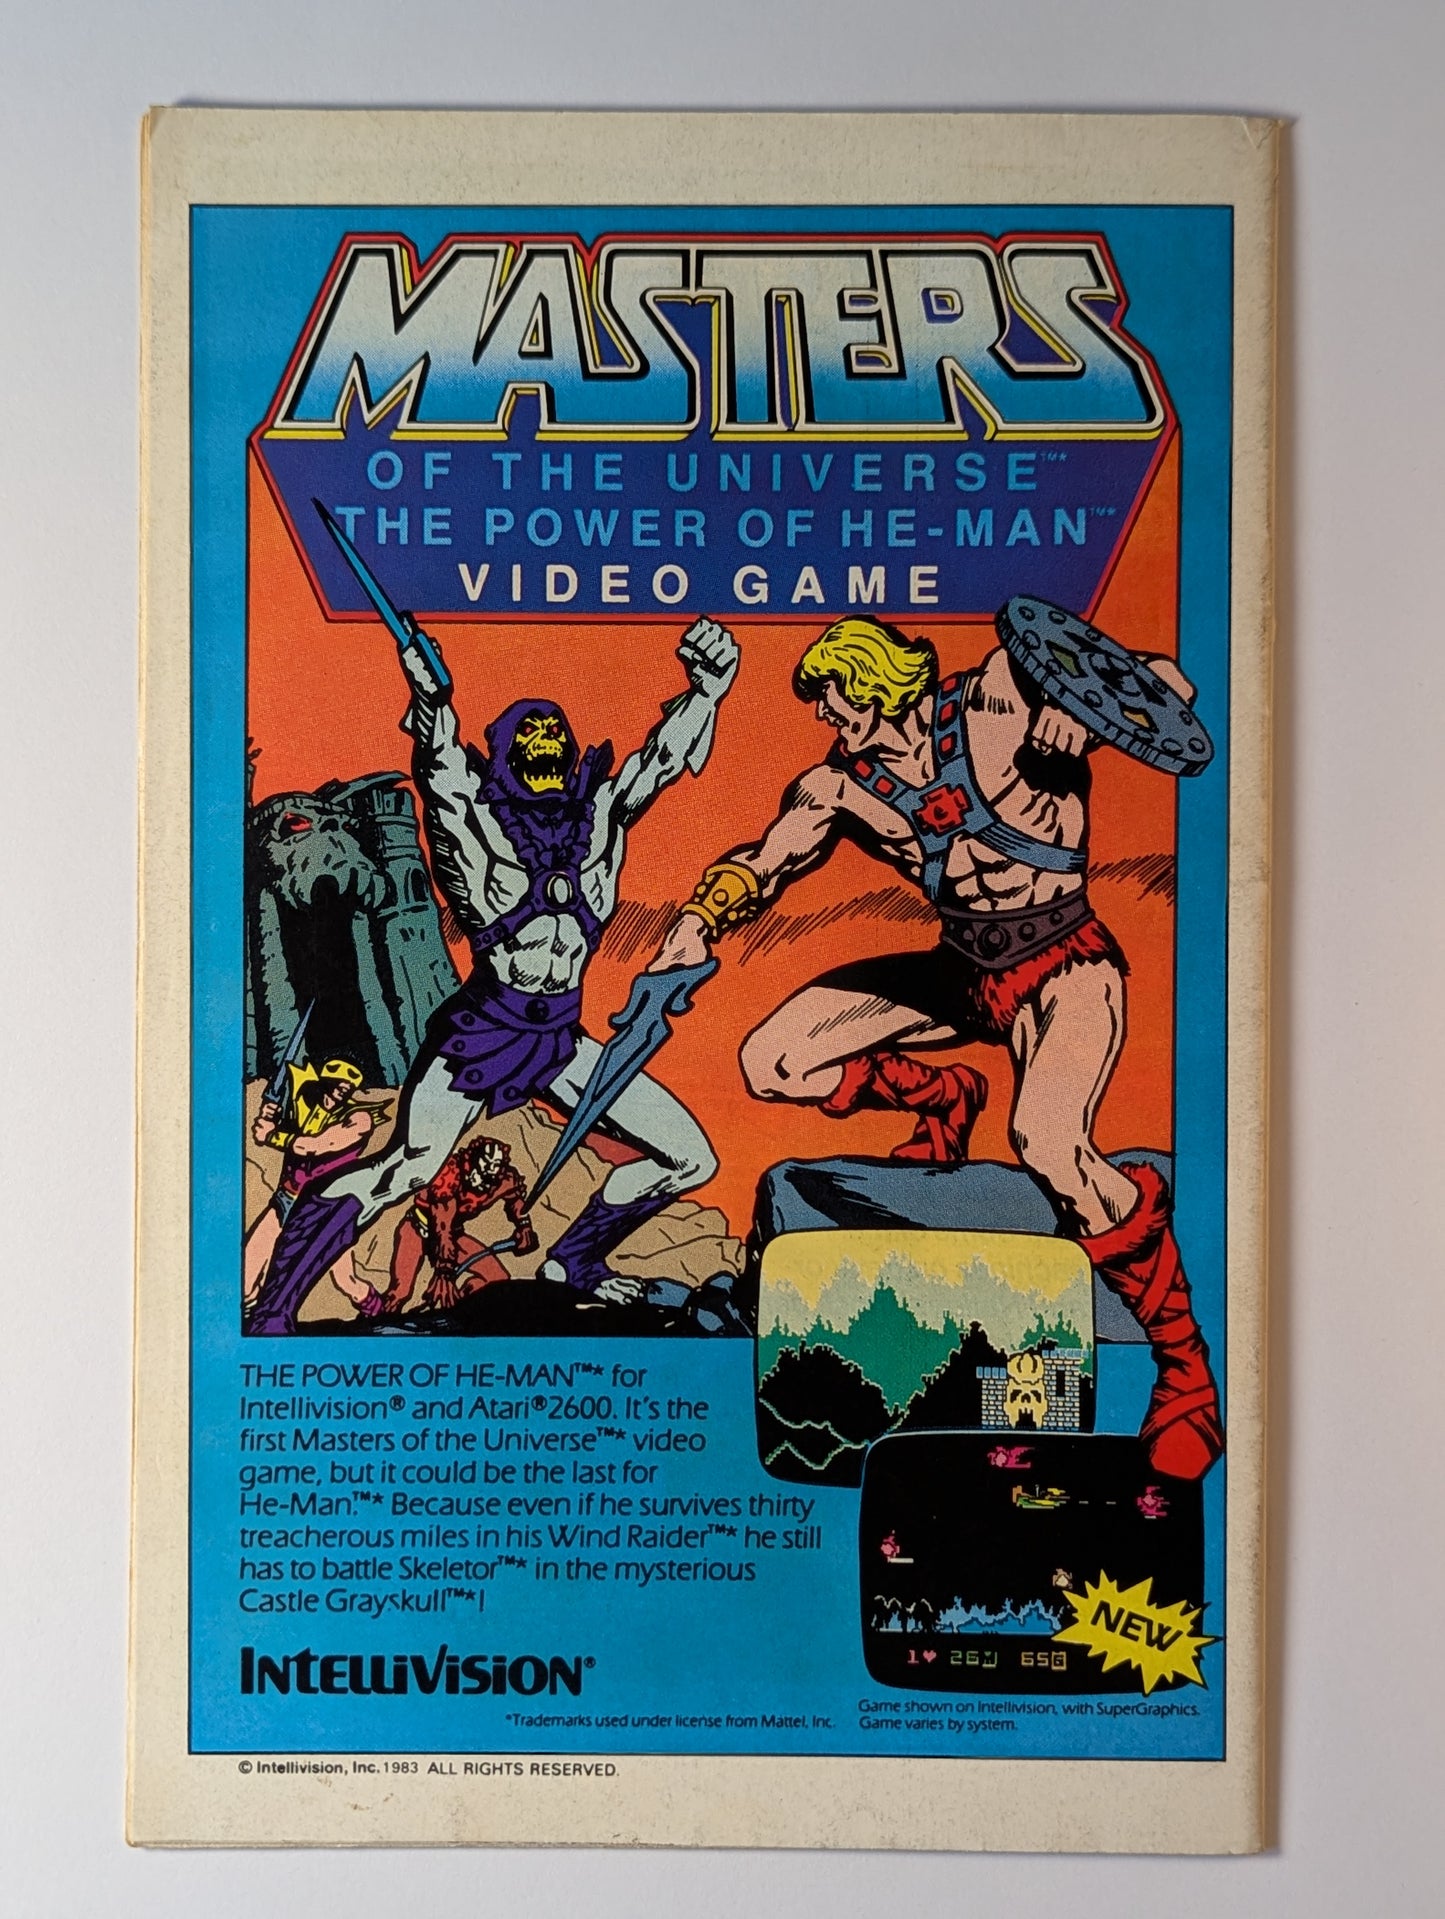 MASTERS
OF THE UNIVERSE™*
THE POWER OF HE-MAN™*
VIDEO GAME
THE POWER OF HE-MAN™* for
Intellivision® and Atari®2600. It's the
first Masters of the Universe™* video
game, but it could be the last for
He-Man.™* Because even if he survives thirty
treacherous miles in his Wind Raider™* he still
has to battle Skeletor™* in the mysterious
Castle Grayskull™*!
INTELLIVISION®
*Trademarks used under license from Mattel, Inc.
1♥ 26M 65G
NEW
Game shown on Intellivision, with SuperGraphics.
Game varies by system.
© Intellivision, Inc. 1983 ALL RIGHTS RESERVED.